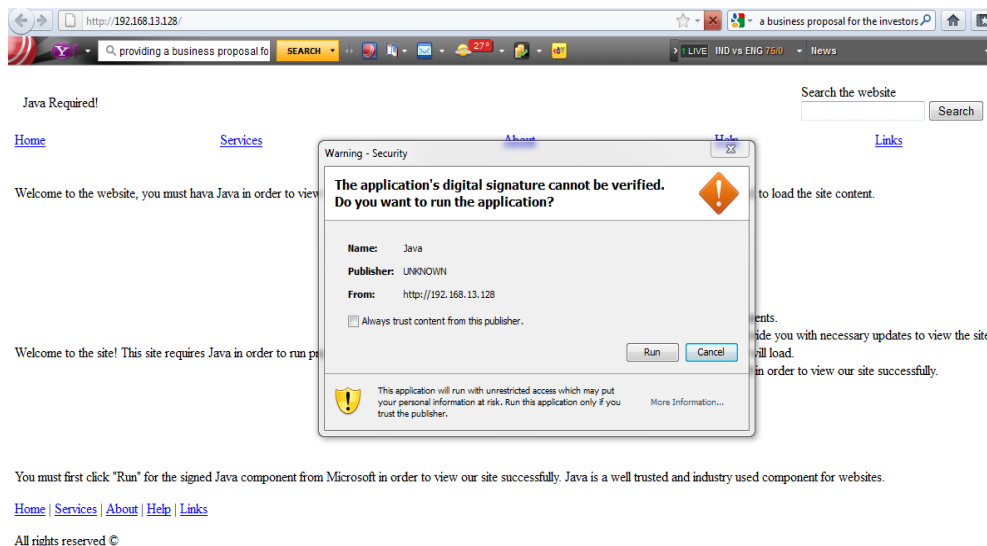 http://192.168.13.128/
a business proposal for the investors
Y!
providing a business proposal fo
SEARCH
27°
LIVE IND vs ENG 75/0
News
Java Required!
Search the website
Search
Home Services About Help Links
Welcome to the website, you must hava Java in order to view
to load the site content.
Warning - Security
The application's digital signature cannot be verified.
Do you want to run the application?
Name: Java
Publisher: UNKNOWN
From: http://192.168.13.128
Always trust content from this publisher.
Run Cancel
This application will run with unrestricted access which may put
your personal information at risk. Run this application only if you
trust the publisher.
More Information...
ents.
ide you with necessary updates to view the site
Welcome to the site! This site requires Java in order to run pr
ill load.
in order to view our site successfully.
You must first click "Run" for the signed Java component from Microsoft in order to view our site successfully. Java is a well trusted and industry used component for websites.
Home | Services | About | Help | Links
All rights reserved ©